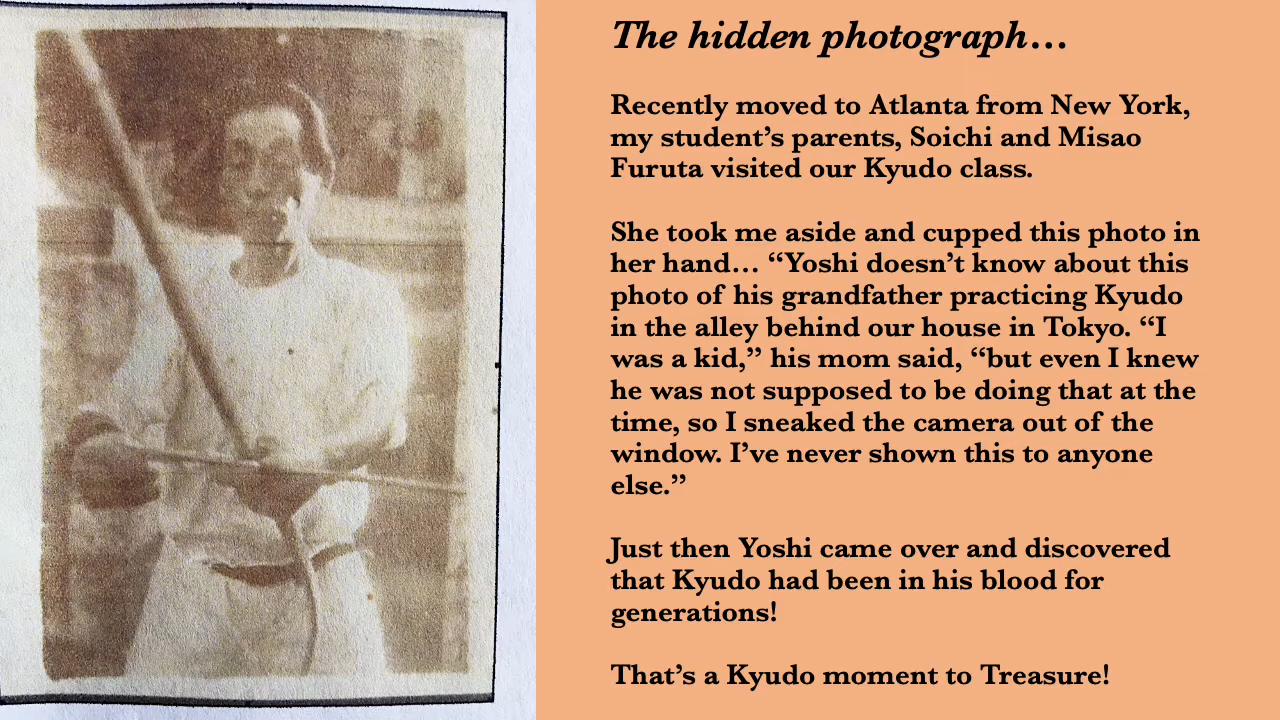 The hidden photograph…
Recently moved to Atlanta from New York,
my student’s parents, Soichi and Misao
Furuta visited our Kyudo class.
She took me aside and cupped this photo in
her hand… “Yoshi doesn’t know about this
photo of his grandfather practicing Kyudo
in the alley behind our house in Tokyo. “I
was a kid,” his mom said, “but even I knew
he was not supposed to be doing that at the
time, so I sneaked the camera out of the
window. I’ve never shown this to anyone
else.”
Just then Yoshi came over and discovered
that Kyudo had been in his blood for
generations!
That’s a Kyudo moment to Treasure!